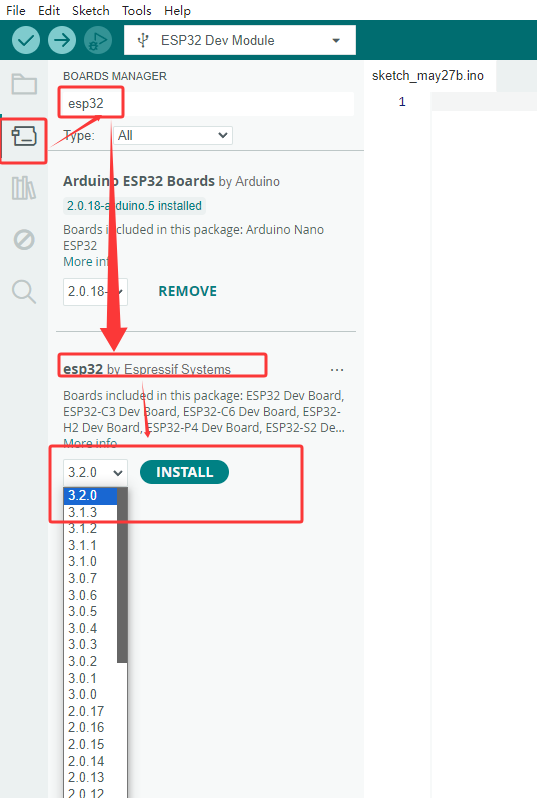 File Edit Sketch Tools Help
ESP32 Dev Module
BOARDS MANAGER
sketch_may27b.ino
esp32
1
Type: All
Arduino ESP32 Boards by Arduino
2.0.18-arduino.5 installed
Boards included in this package: Arduino Nano
ESP32
More info
2.0.18-
REMOVE
esp32 by Espressif Systems
...
Boards included in this package: ESP32 Dev Board,
ESP32-C3 Dev Board, ESP32-C6 Dev Board, ESP32-
H2 Dev Board, ESP32-P4 Dev Board, ESP32-S2 De...
More info
3.2.0
INSTALL
3.2.0
3.1.3
3.1.2
3.1.1
3.1.0
3.0.7
3.0.6
3.0.5
3.0.4
3.0.3
3.0.2
3.0.1
3.0.0
2.0.17
2.0.16
2.0.15
2.0.14
2.0.13
2.0.12